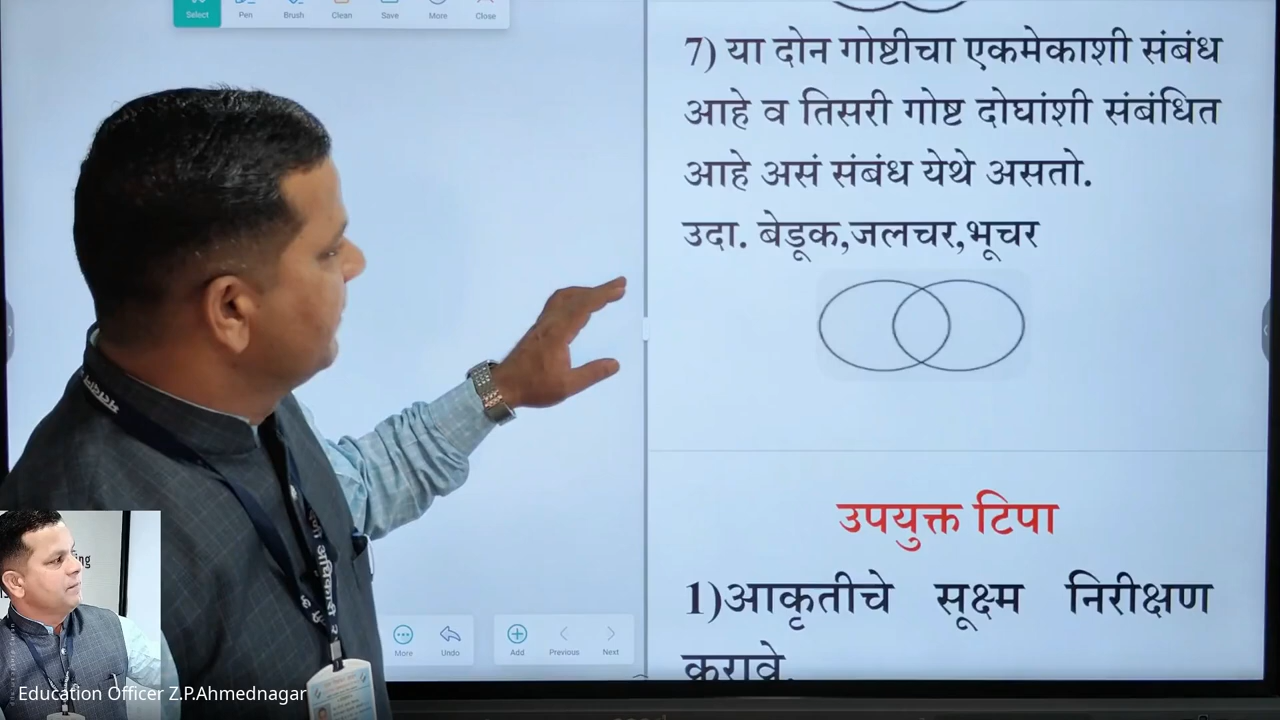 Select Pen Brush Clean Save More Close
7) या दोन गोष्टीचा एकमेकाशी संबंध
आहे व तिसरी गोष्ट दोघांशी संबंधित
आहे असं संबंध येथे असतो.
उदा. बेडूक,जलचर,भूचर
उपयुक्त टिपा
1)आकृतीचे सूक्ष्म निरीक्षण
करावे.
More Undo Add Previous Next
Education Officer Z.P.Ahmednagar